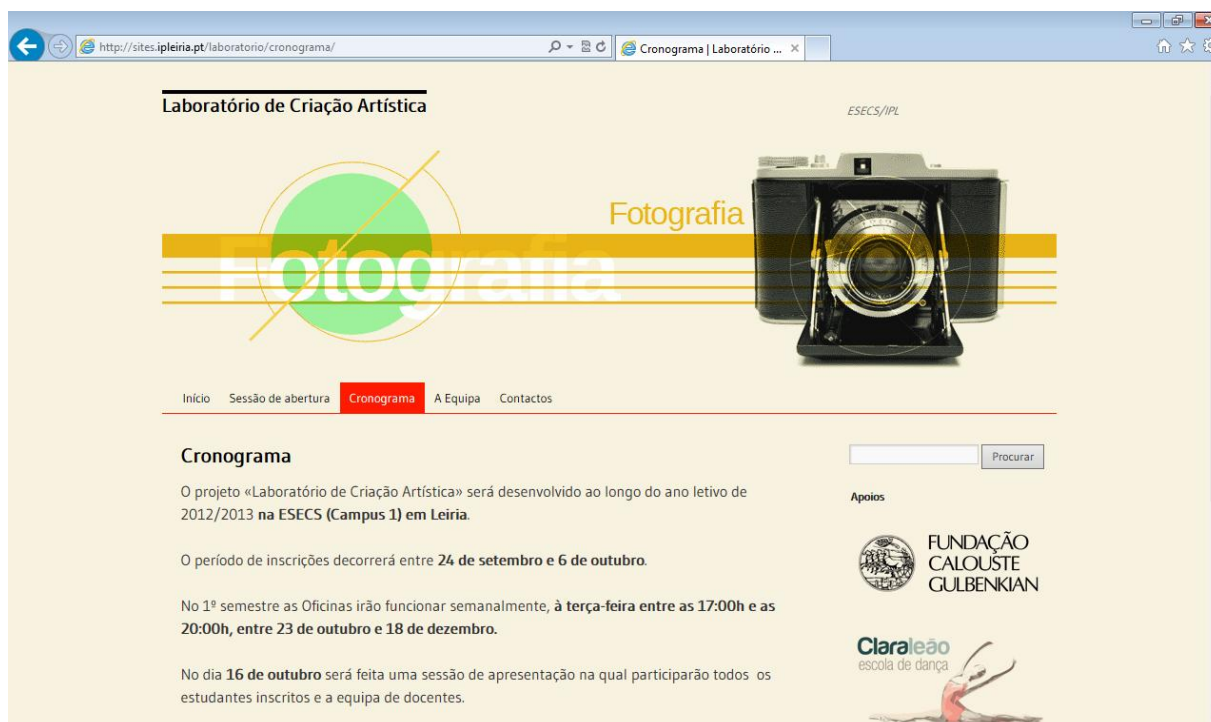 http://sites.ipleiria.pt/laboratorio/cronograma/
Cronograma | Laboratório ...
Laboratório de Criação Artística
ESECS/IPL
Fotografia
Fotografia
Início Sessão de abertura Cronograma A Equipa Contactos
Cronograma
O projeto «Laboratório de Criação Artística» será desenvolvido ao longo do ano letivo de
2012/2013 na ESECS (Campus 1) em Leiria.
O período de inscrições decorrerá entre 24 de setembro e 6 de outubro.
No 1º semestre as Oficinas irão funcionar semanalmente, à terça-feira entre as 17:00h e as
20:00h, entre 23 de outubro e 18 de dezembro.
No dia 16 de outubro será feita uma sessão de apresentação na qual participarão todos os
estudantes inscritos e a equipa de docentes.
Procurar
Apoios
FUNDAÇÃO
CALOUSTE
GULBENKIAN
Claraleão
escola de dança